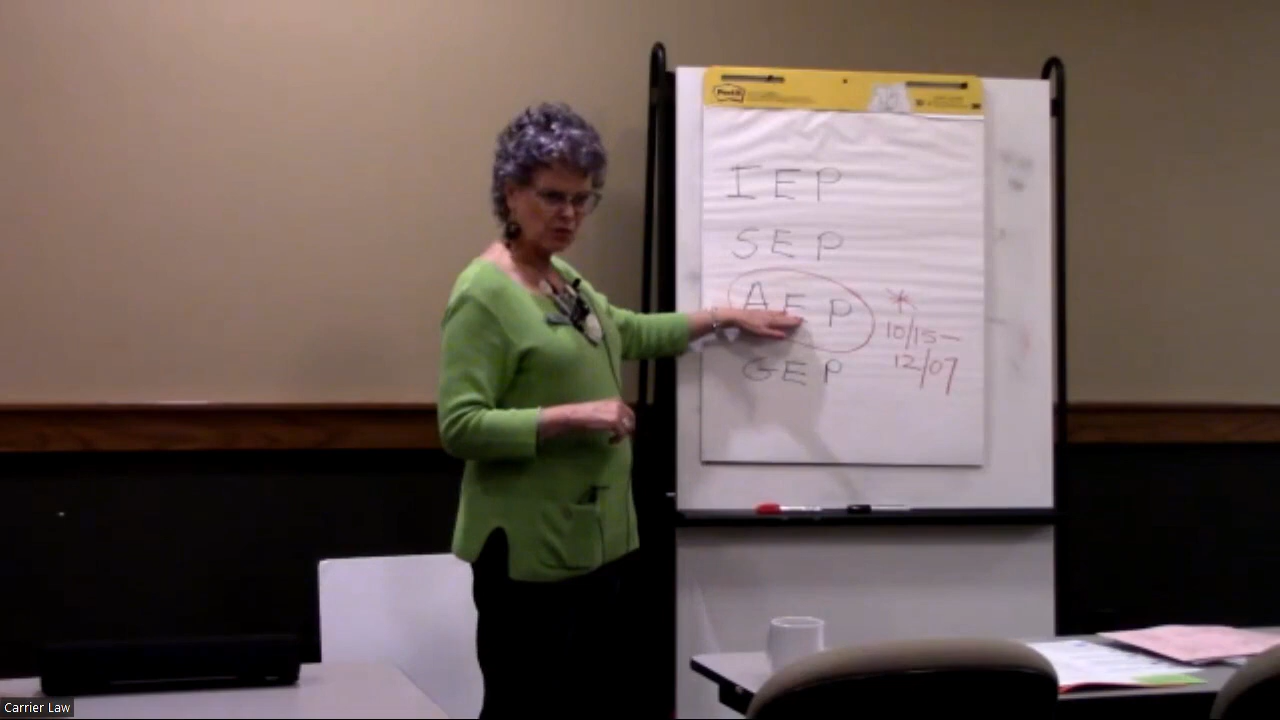 Post-it
IEP
SEP
AEP
*
10/15-
12/07
GEP
Carrier Law